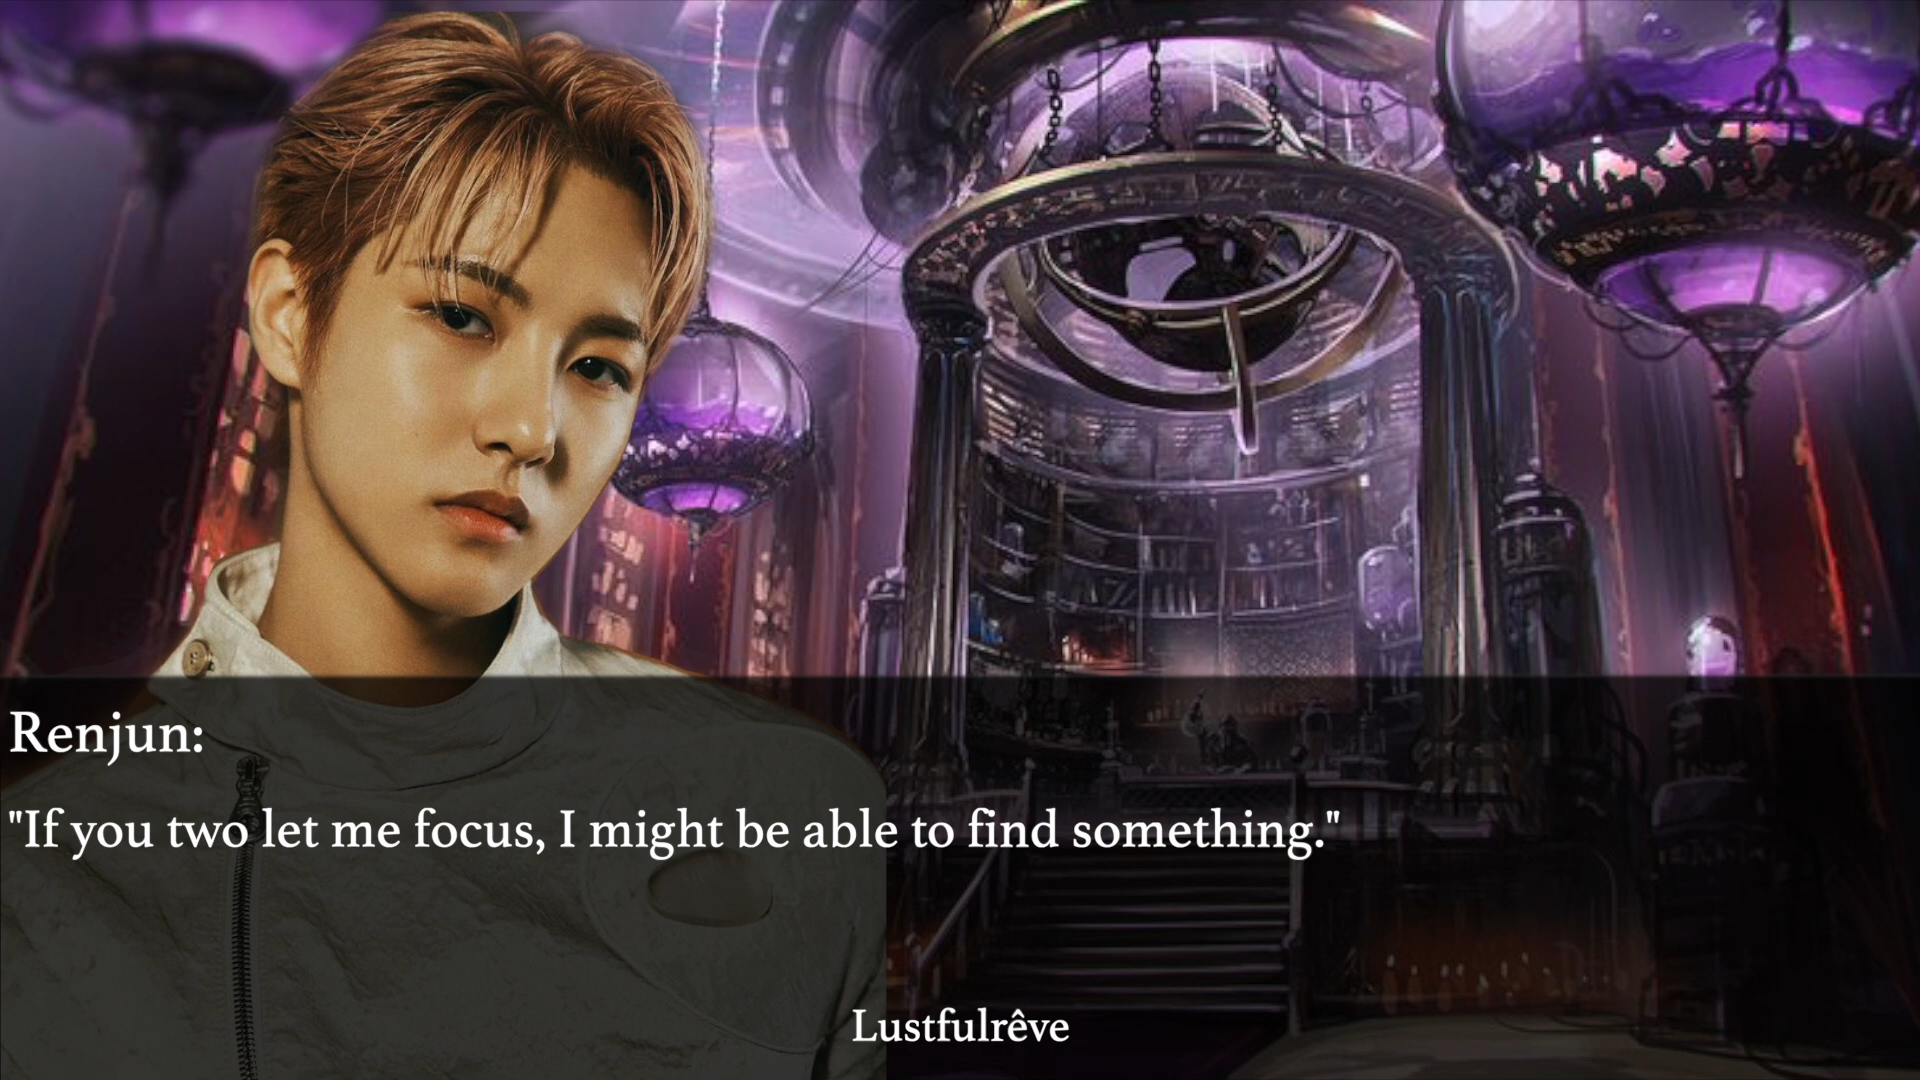 Renjun:
"If you two let me focus, I might be able to find something."
Lustfulrêve